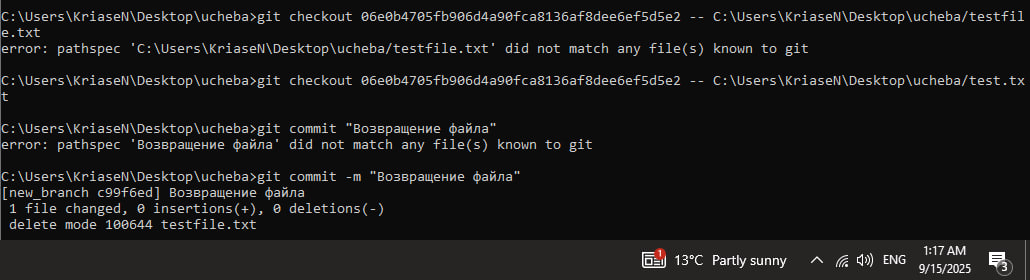 C:\Users\KriaseN\Desktop\ucheba>git checkout 06e0b4705fb906d4a90fca8136af8dee6ef5d5e2 -- C:\Users\KriaseN\Desktop\ucheba/testfil
e.txt
error: pathspec 'C:\Users\KriaseN\Desktop\ucheba/testfile.txt' did not match any file(s) known to git
C:\Users\KriaseN\Desktop\ucheba>git checkout 06e0b4705fb906d4a90fca8136af8dee6ef5d5e2 -- C:\Users\KriaseN\Desktop\ucheba/test.tx
t
C:\Users\KriaseN\Desktop\ucheba>git commit "Возвращение файла"
error: pathspec 'Возвращение файла' did not match any file(s) known to git
C:\Users\KriaseN\Desktop\ucheba>git commit -m "Возвращение файла"
[new_branch c99f6ed] Возвращение файла
1 file changed, 0 insertions(+), 0 deletions(-)
delete mode 100644 testfile.txt
1 13°C Partly sunny ENG 1:17 AM
9/15/2025 3